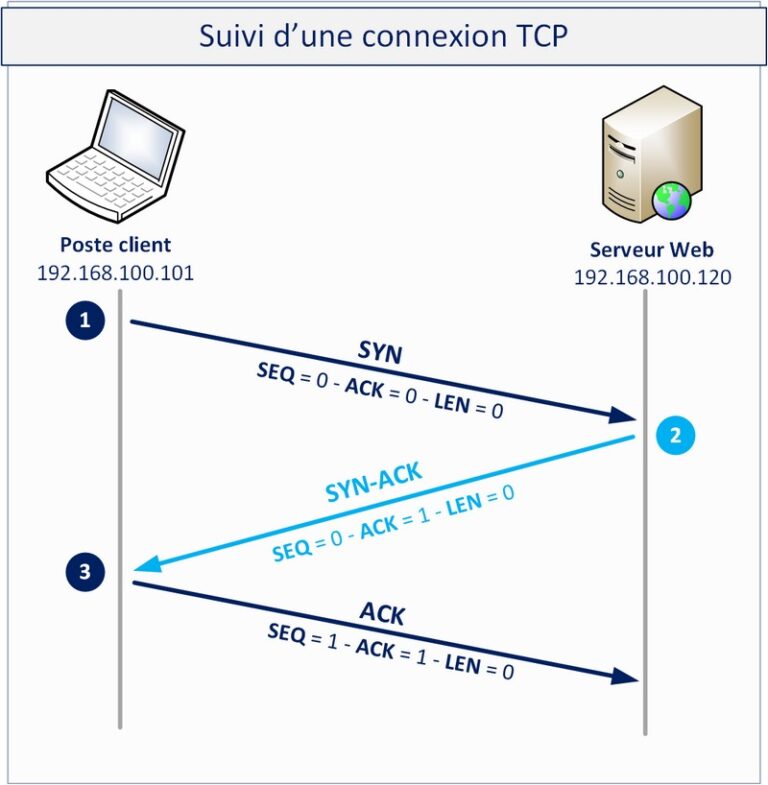 Suivi d’une connexion TCP
Poste client
192.168.100.101
Serveur Web
192.168.100.120
1
SYN
SEQ = 0 - ACK = 0 - LEN = 0
2
SYN-ACK
SEQ = 0 - ACK = 1 - LEN = 0
3
ACK
SEQ = 1 - ACK = 1 - LEN = 0